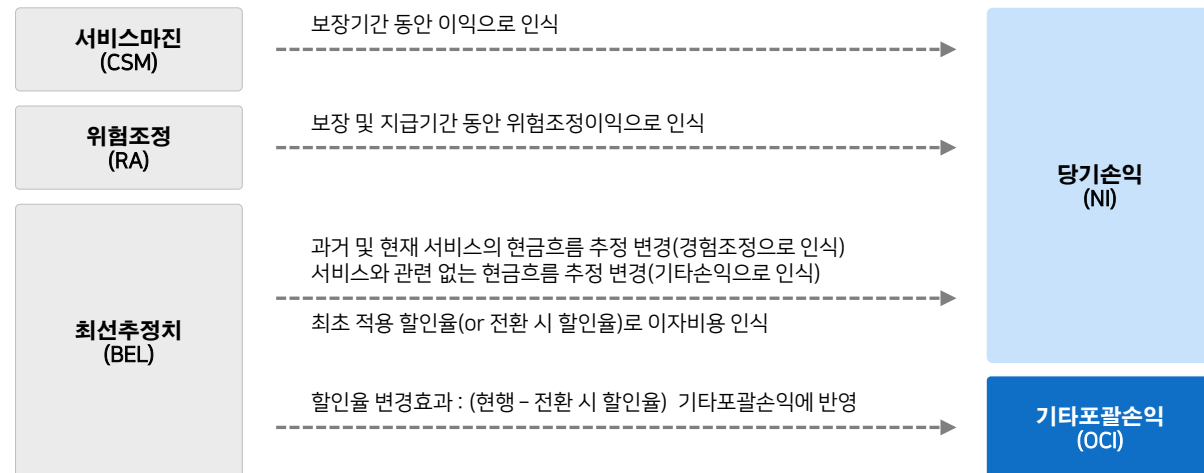 서비스마진
(CSM)
보장기간 동안 이익으로 인식
위험조정
(RA)
보장 및 지급기간 동안 위험조정이익으로 인식
당기손익
(NI)
과거 및 현재 서비스의 현금흐름 추정 변경(경험조정으로 인식)
서비스와 관련 없는 현금흐름 추정 변경(기타손익으로 인식)
최선추정치
(BEL)
최초 적용 할인율(or 전환 시 할인율)로 이자비용 인식
할인율 변경효과 : (현행 – 전환 시 할인율) 기타포괄손익에 반영
기타포괄손익
(OCI)